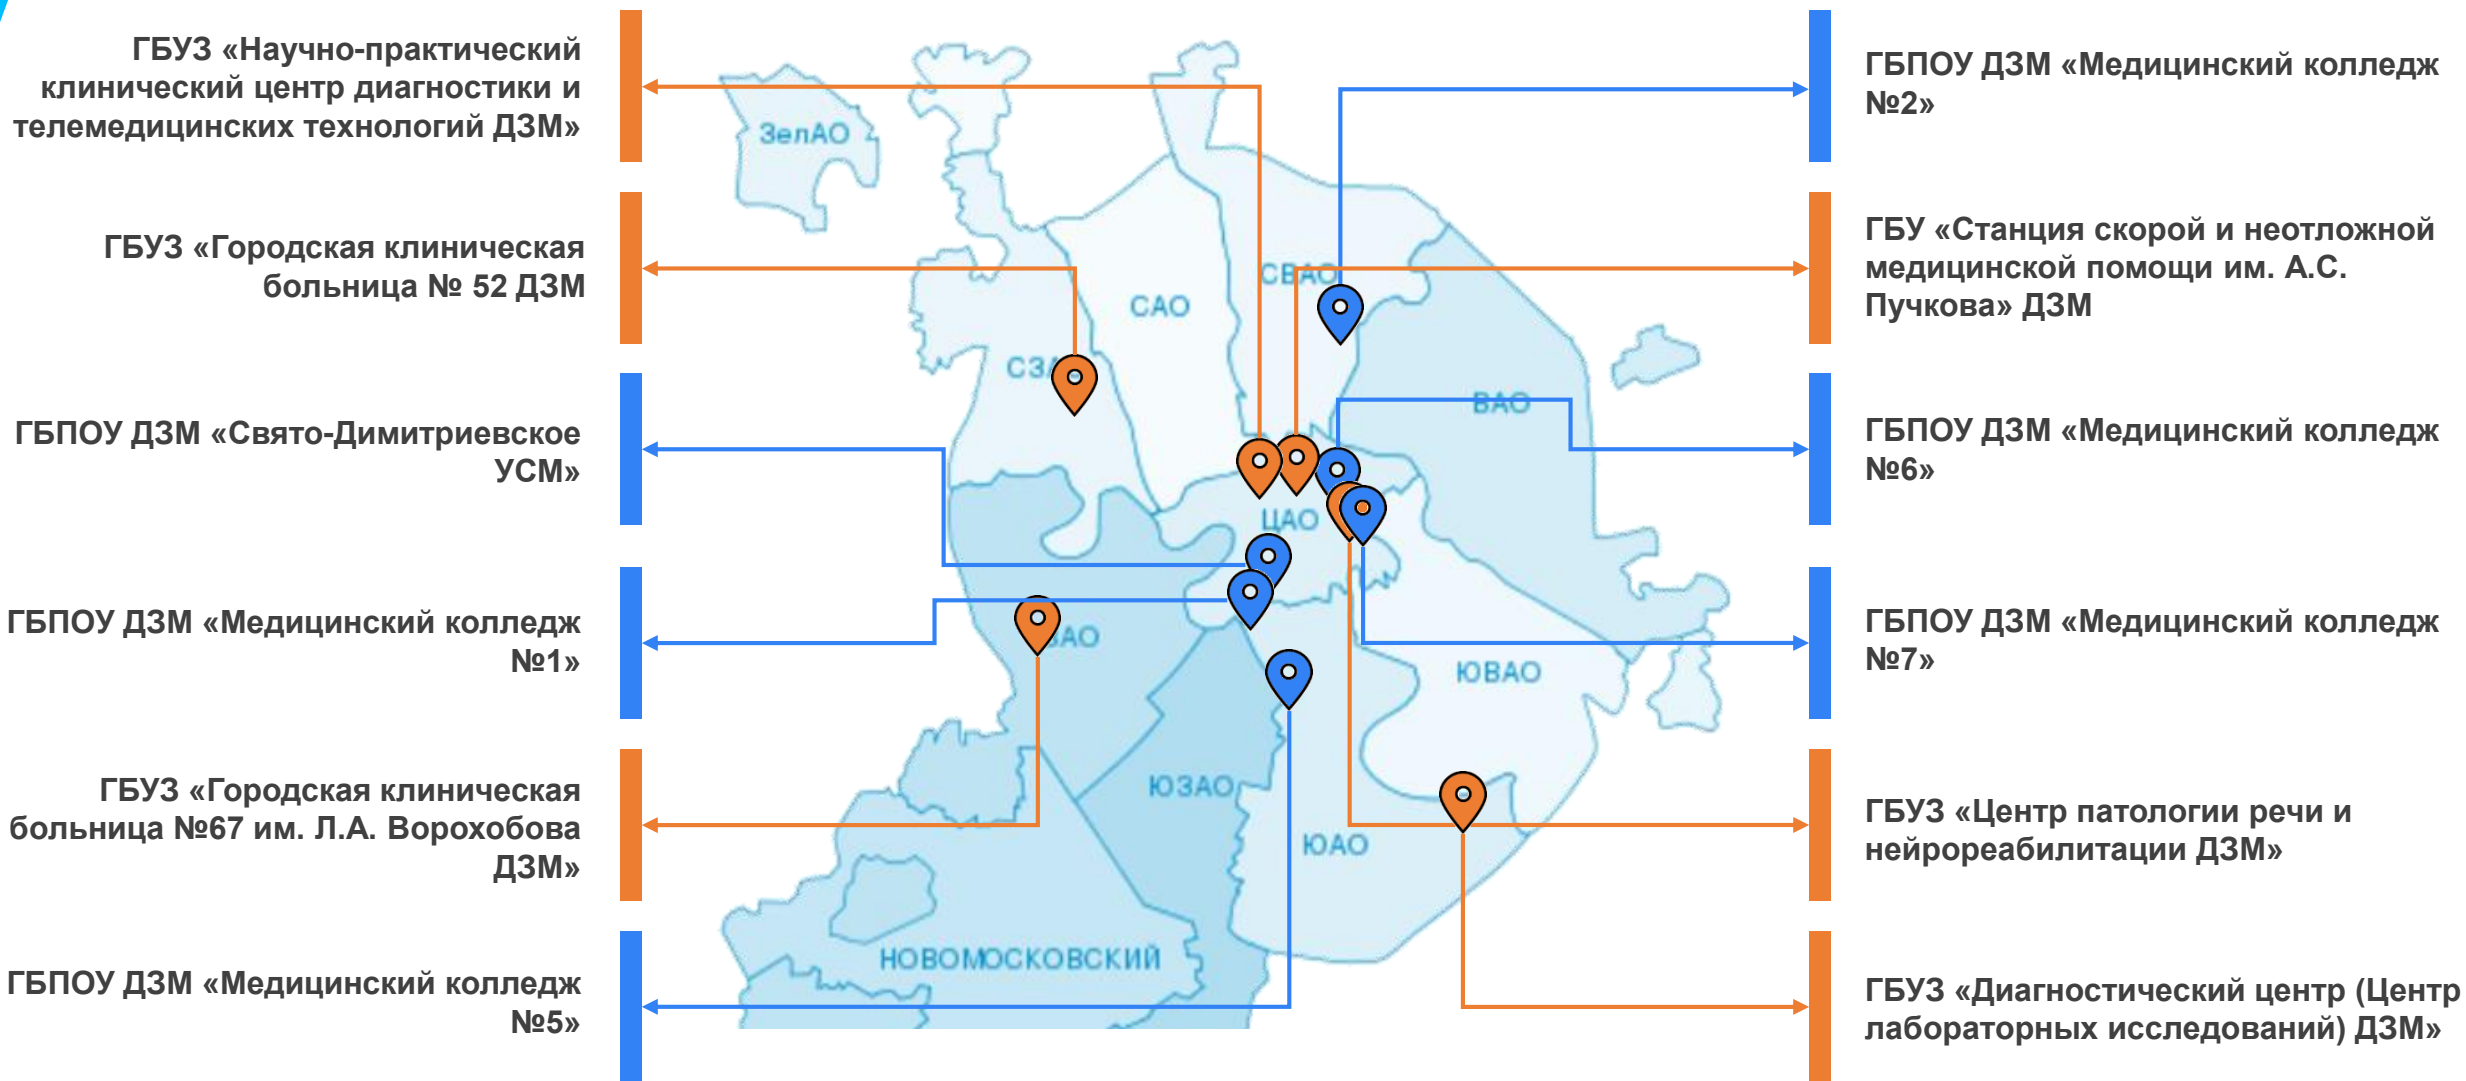 ГБУЗ «Научно-практический
клинический центр диагностики и
телемедицинских технологий ДЗМ»
ГБУЗ «Городская клиническая
больница № 52 ДЗМ
ГБПОУ ДЗМ «Свято-Димитриевское
УСМ»
ГБПОУ ДЗМ «Медицинский колледж
№1»
ГБУЗ «Городская клиническая
больница №67 им. Л.А. Ворохобова
ДЗМ»
ГБПОУ ДЗМ «Медицинский колледж
№5»
ЗелАО
САО
СВАО
ВАО
ЦАО
ЮВАО
ЮЗАО
ЮАО
НОВОМОСКОВСКИЙ
ГБПОУ ДЗМ «Медицинский колледж
№2»
ГБУ «Станция скорой и неотложной
медицинской помощи им. А.С.
Пучкова» ДЗМ
ГБПОУ ДЗМ «Медицинский колледж
№6»
ГБПОУ ДЗМ «Медицинский колледж
№7»
ГБУЗ «Центр патологии речи и
нейрореабилитации ДЗМ»
ГБУЗ «Диагностический центр (Центр
лабораторных исследований) ДЗМ»